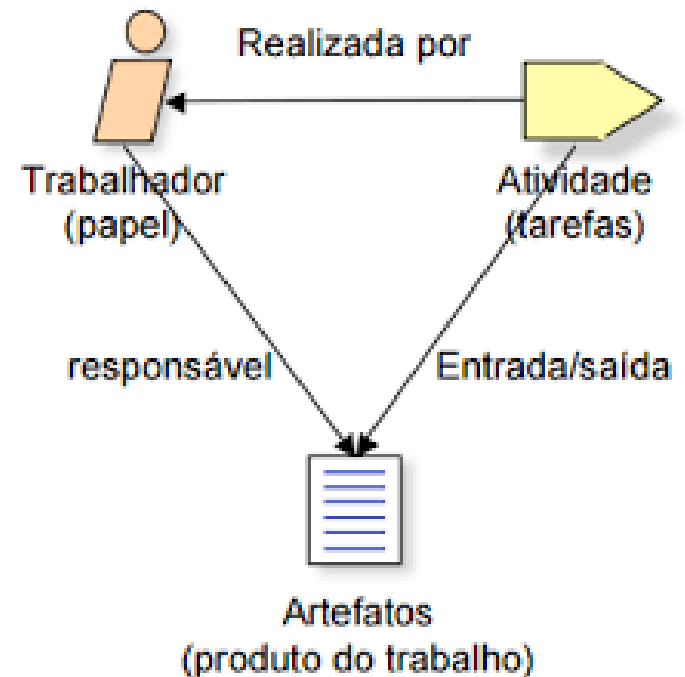 Realizada por
Trabalhador
(papel)
Atividade
(tarefas)
responsável
Entrada/saída
Artefatos
(produto do trabalho)